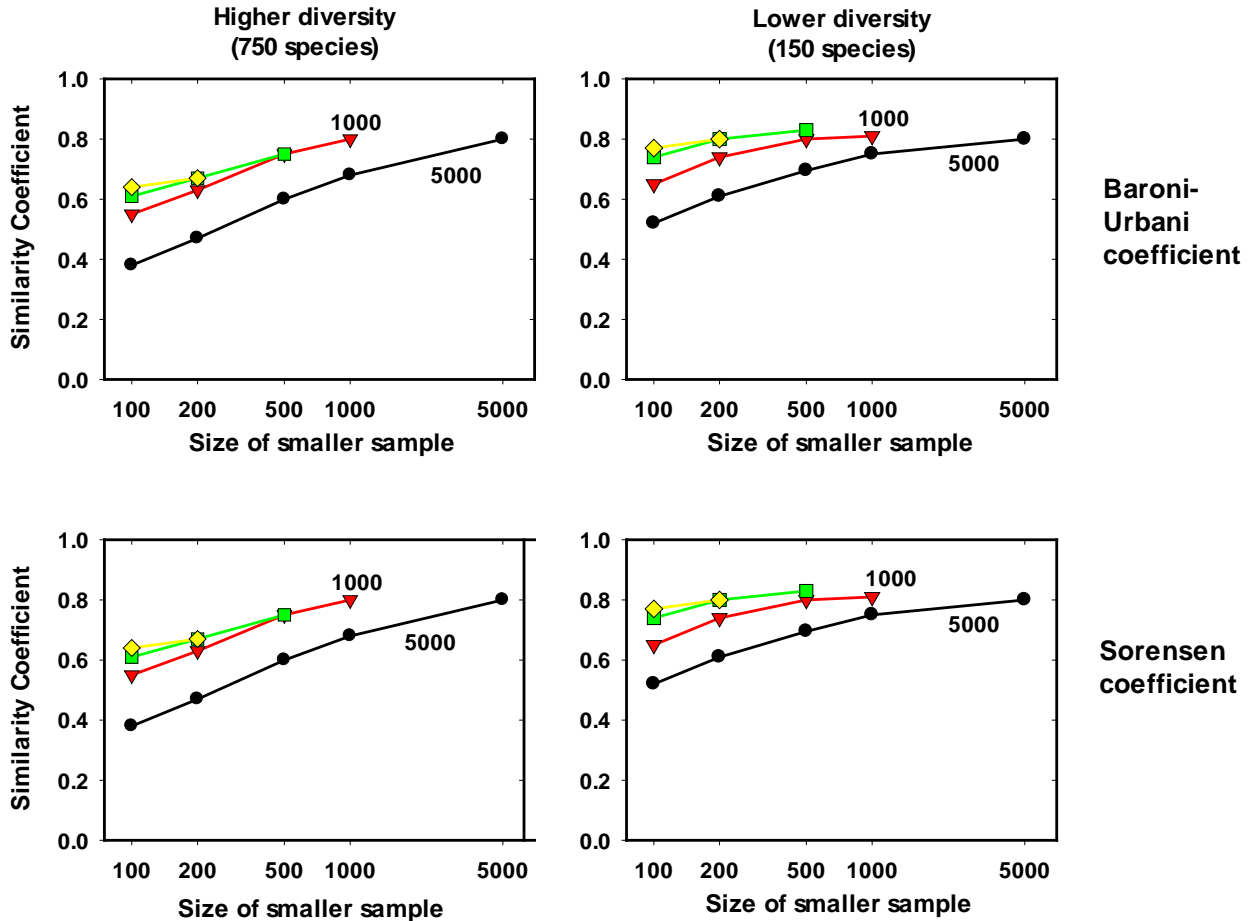 Higher diversity
(750 species)
Lower diversity
(150 species)
Similarity Coefficient
1.0
0.8
0.6
0.4
0.2
0.0
1000
5000
100 200 500 1000 5000
Size of smaller sample
1.0
0.8
0.6
0.4
0.2
0.0
1000
5000
100 200 500 1000 5000
Size of smaller sample
Baroni-
Urbani
coefficient
Similarity Coefficient
1.0
0.8
0.6
0.4
0.2
0.0
1000
5000
100 200 500 1000 5000
Size of smaller sample
1.0
0.8
0.6
0.4
0.2
0.0
1000
5000
100 200 500 1000 5000
Size of smaller sample
Sorensen
coefficient